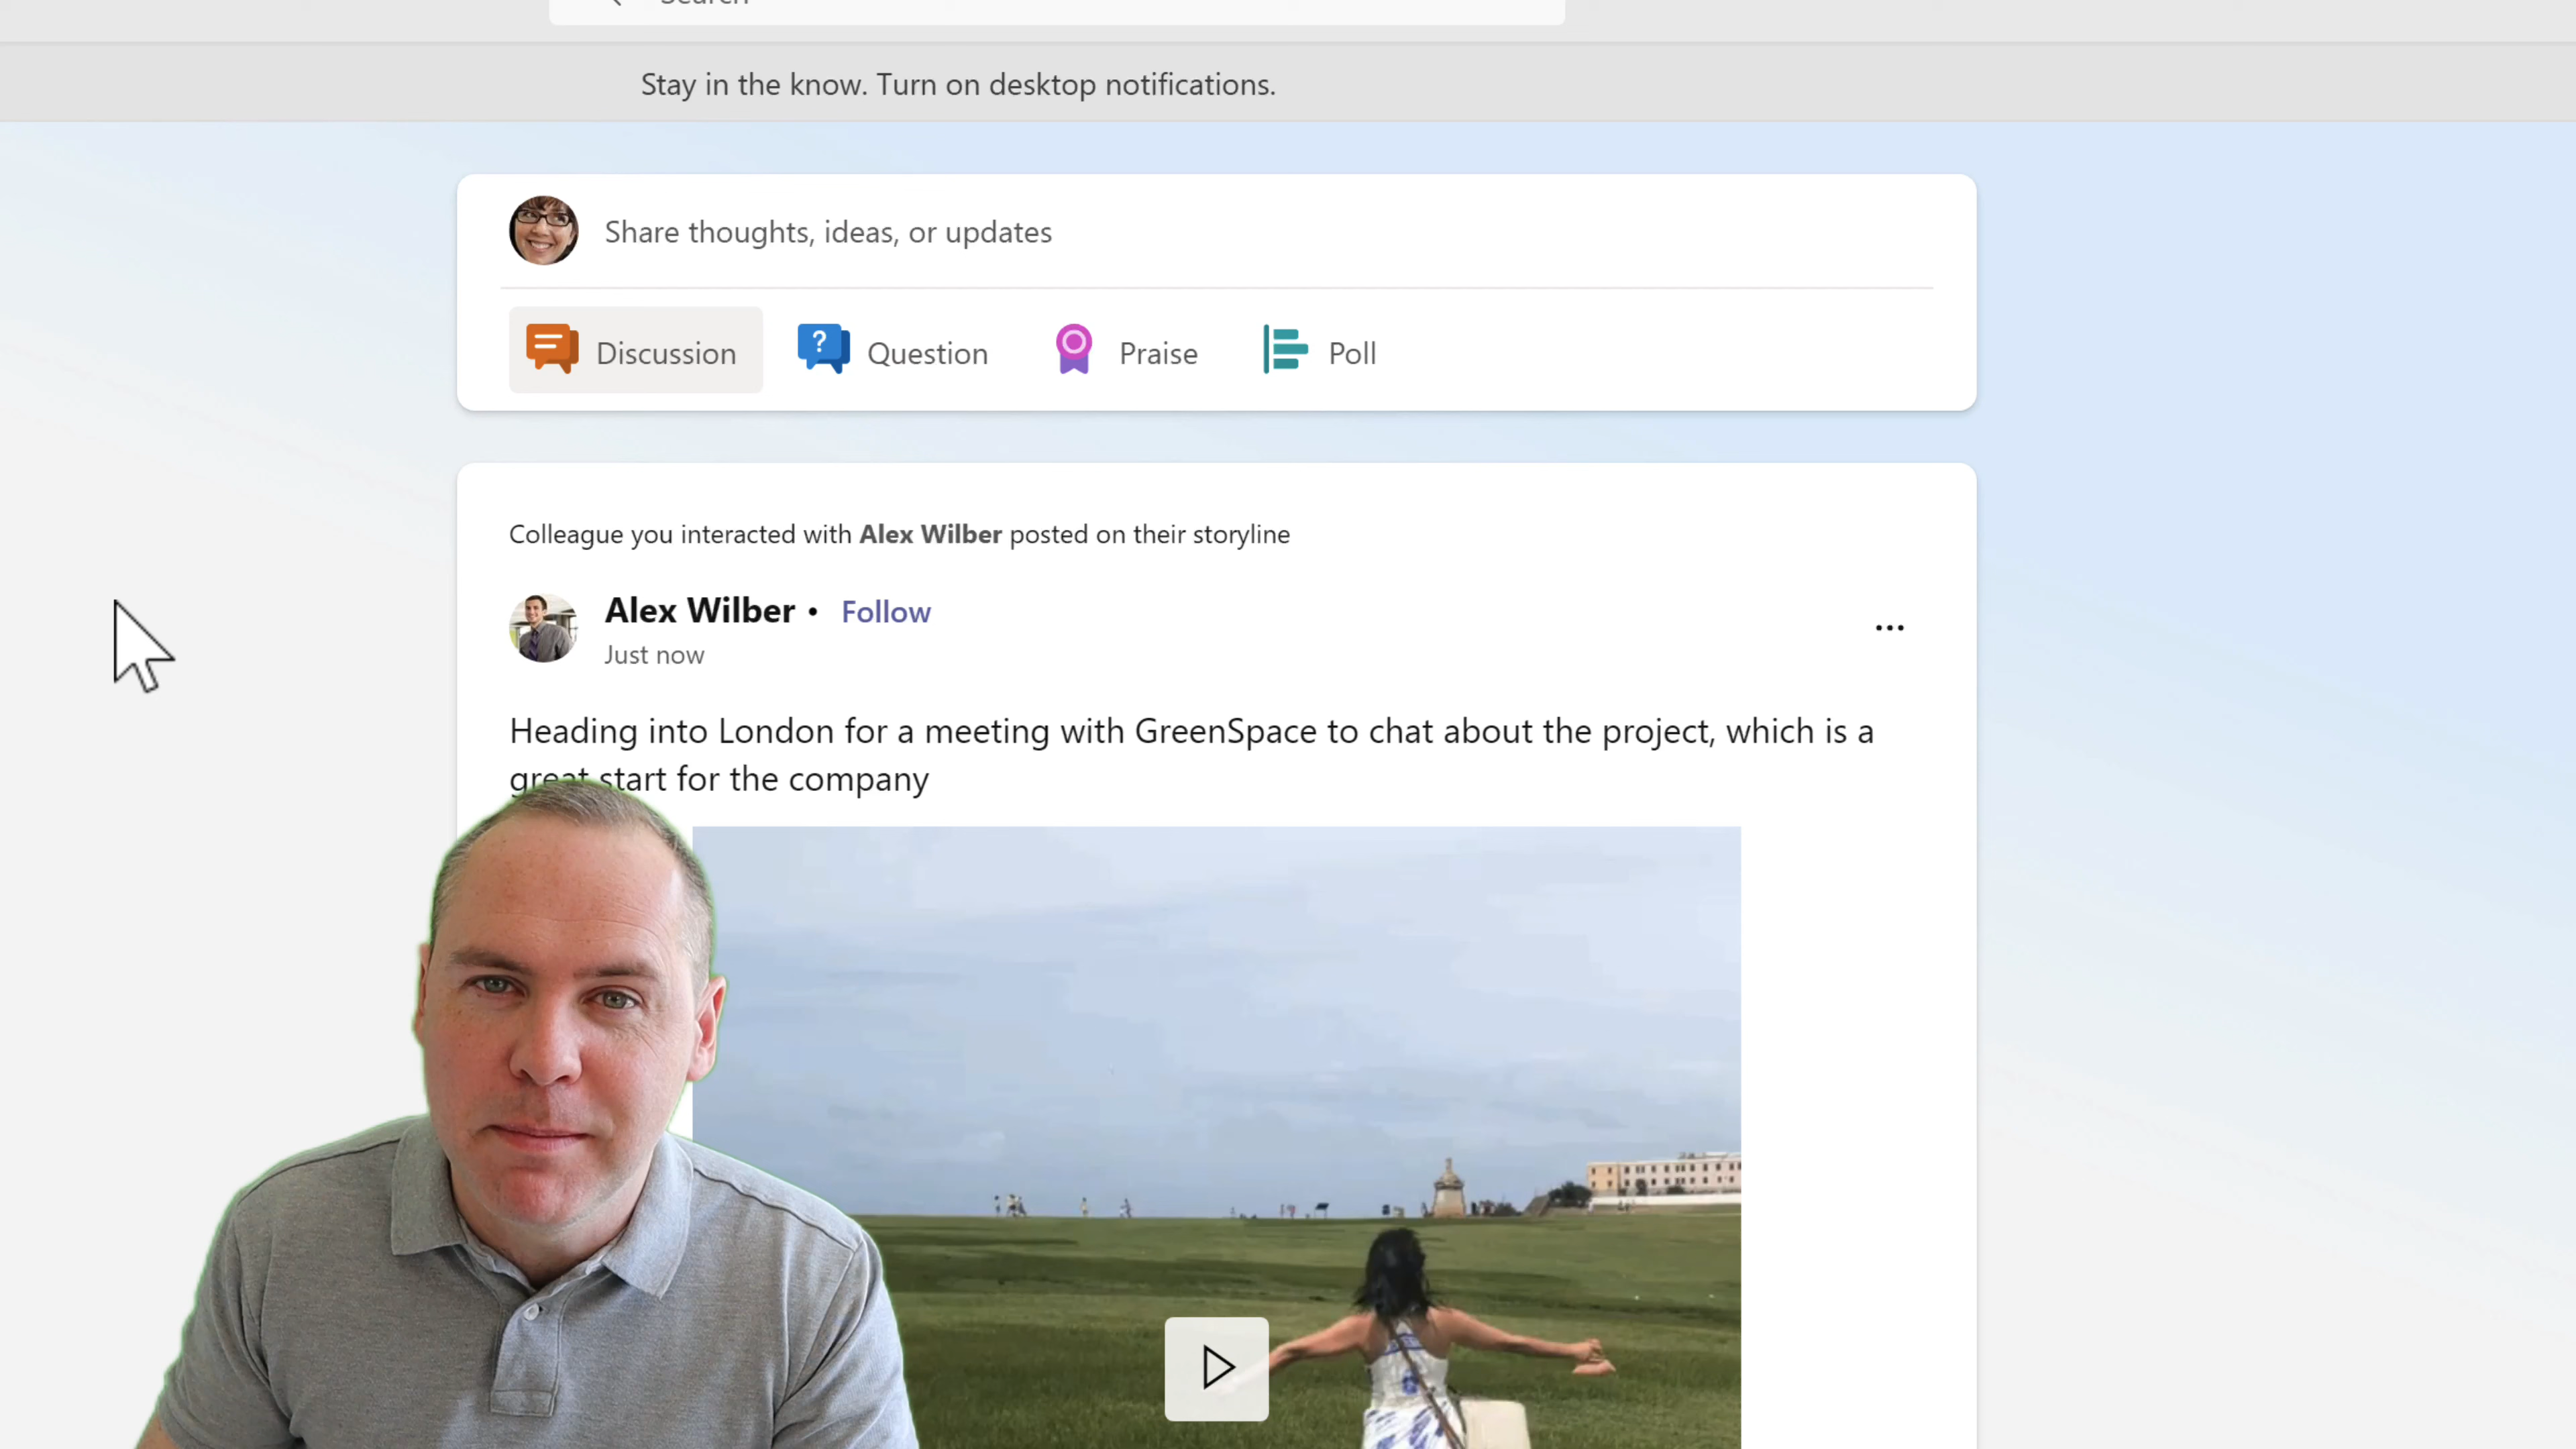 Search
Stay in the know. Turn on desktop notifications.
Share thoughts, ideas, or updates
Discussion
Question
Praise
Poll
Colleague you interacted with Alex Wilber posted on their storyline
Alex Wilber • Follow
Just now
Heading into London for a meeting with GreenSpace to chat about the project, which is a
great start for the company